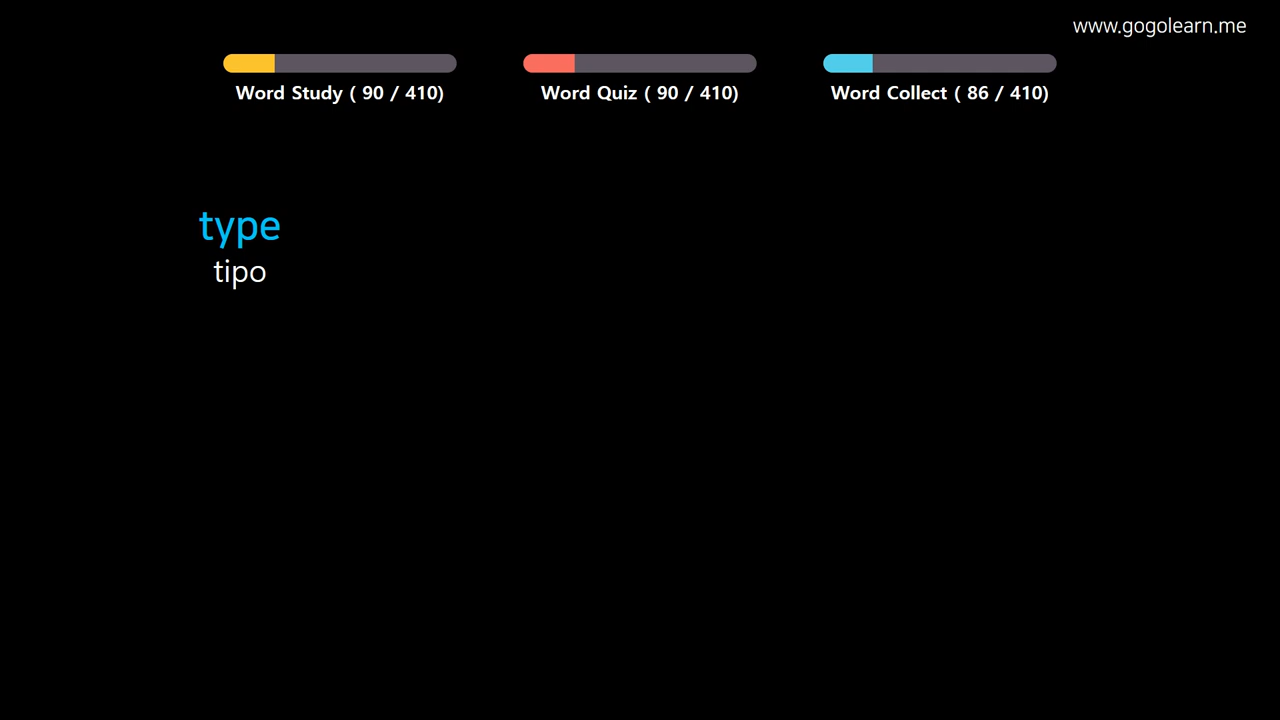 www.gogolearn.me
Word Study ( 90 / 410)
Word Quiz ( 90 / 410)
Word Collect ( 86 / 410)
type
tipo